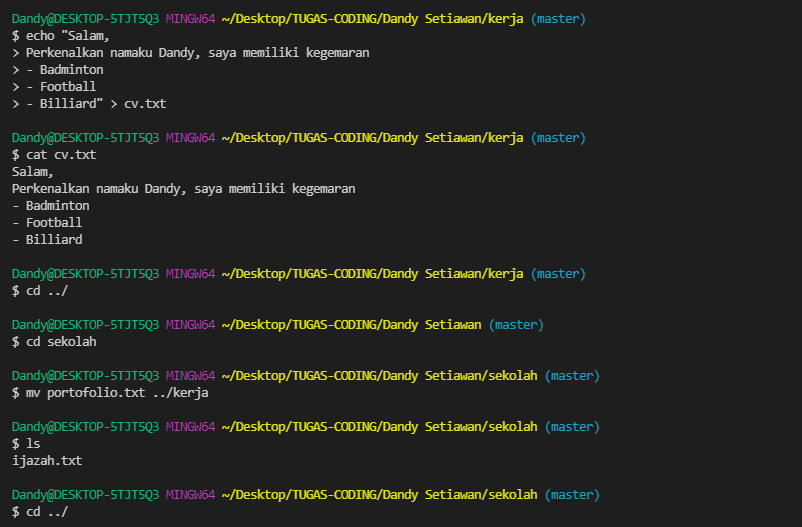 Dandy@DESKTOP-5TJT5Q3 MINGW64 ~/Desktop/TUGAS-CODING/Dandy Setiawan/kerja (master)
$ echo "Salam,
> Perkenalkan namaku Dandy, saya memiliki kegemaran
> - Badminton
> - Football
> - Billiard" > cv.txt
Dandy@DESKTOP-5TJT5Q3 MINGW64 ~/Desktop/TUGAS-CODING/Dandy Setiawan/kerja (master)
$ cat cv.txt
Salam,
Perkenalkan namaku Dandy, saya memiliki kegemaran
- Badminton
- Football
- Billiard
Dandy@DESKTOP-5TJT5Q3 MINGW64 ~/Desktop/TUGAS-CODING/Dandy Setiawan/kerja (master)
$ cd ../
Dandy@DESKTOP-5TJT5Q3 MINGW64 ~/Desktop/TUGAS-CODING/Dandy Setiawan (master)
$ cd sekolah
Dandy@DESKTOP-5TJT5Q3 MINGW64 ~/Desktop/TUGAS-CODING/Dandy Setiawan/sekolah (master)
$ mv portofolio.txt ../kerja
Dandy@DESKTOP-5TJT5Q3 MINGW64 ~/Desktop/TUGAS-CODING/Dandy Setiawan/sekolah (master)
$ ls
ijazah.txt
Dandy@DESKTOP-5TJT5Q3 MINGW64 ~/Desktop/TUGAS-CODING/Dandy Setiawan/sekolah (master)
$ cd ../